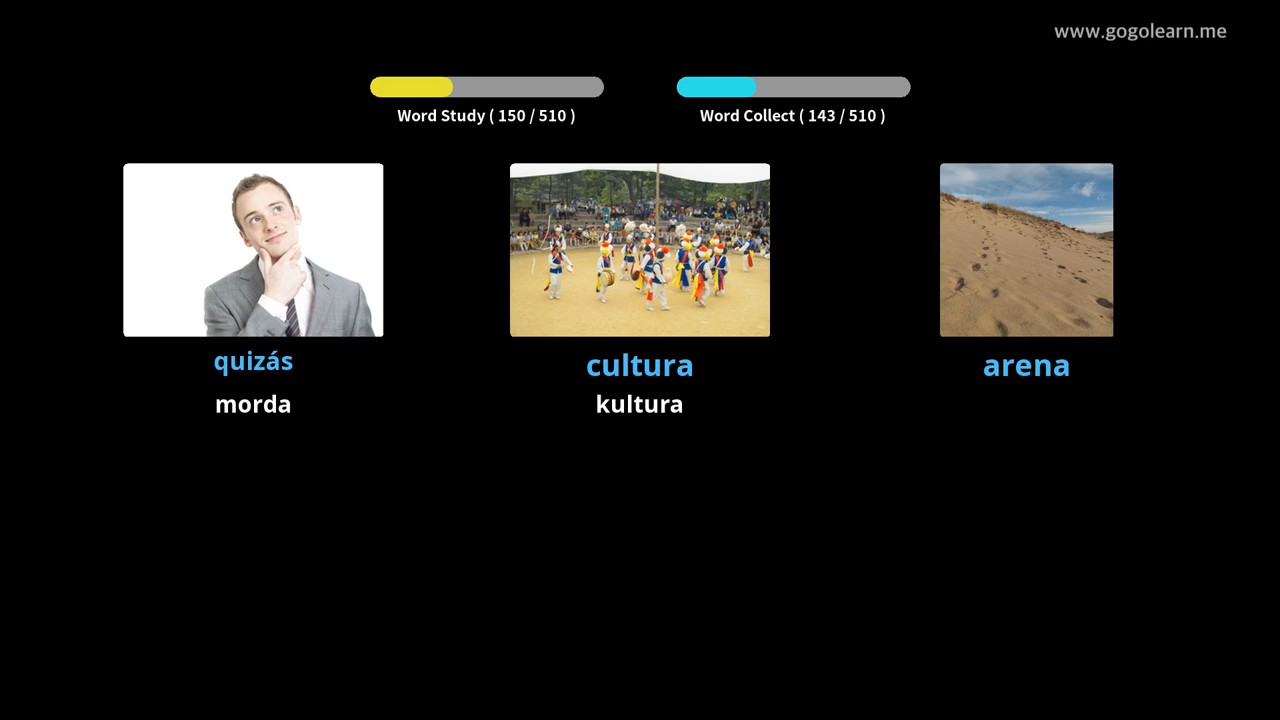 www.gogolearn.me
Word Study ( 150 / 510 )
Word Collect ( 143 / 510 )
quizás
cultura
arena
morda
kultura